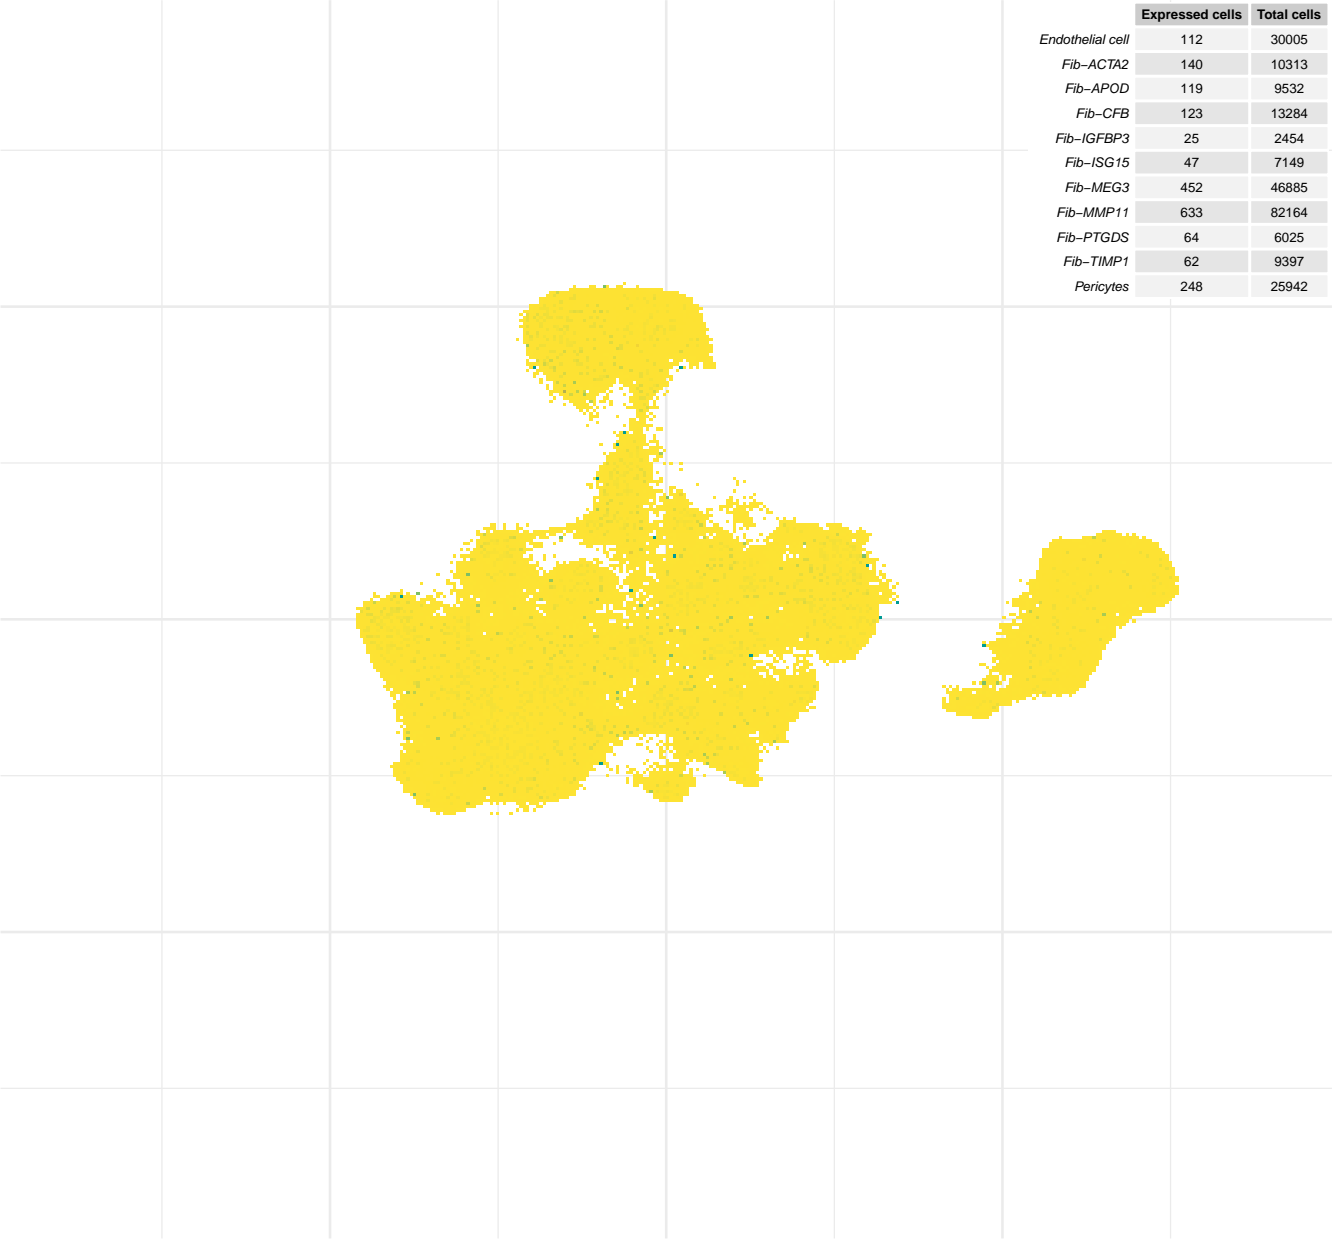 Expressed cells Total cells
Endothelial cell 112 30005
Fib−ACTA2 140 10313
Fib−APOD 119 9532
Fib−CFB 123 13284
Fib−IGFBP3 25 2454
Fib−ISG15 47 7149
Fib−MEG3 452 46885
Fib−MMP11 633 82164
Fib−PTGDS 64 6025
Fib−TIMP1 62 9397
Pericytes 248 25942